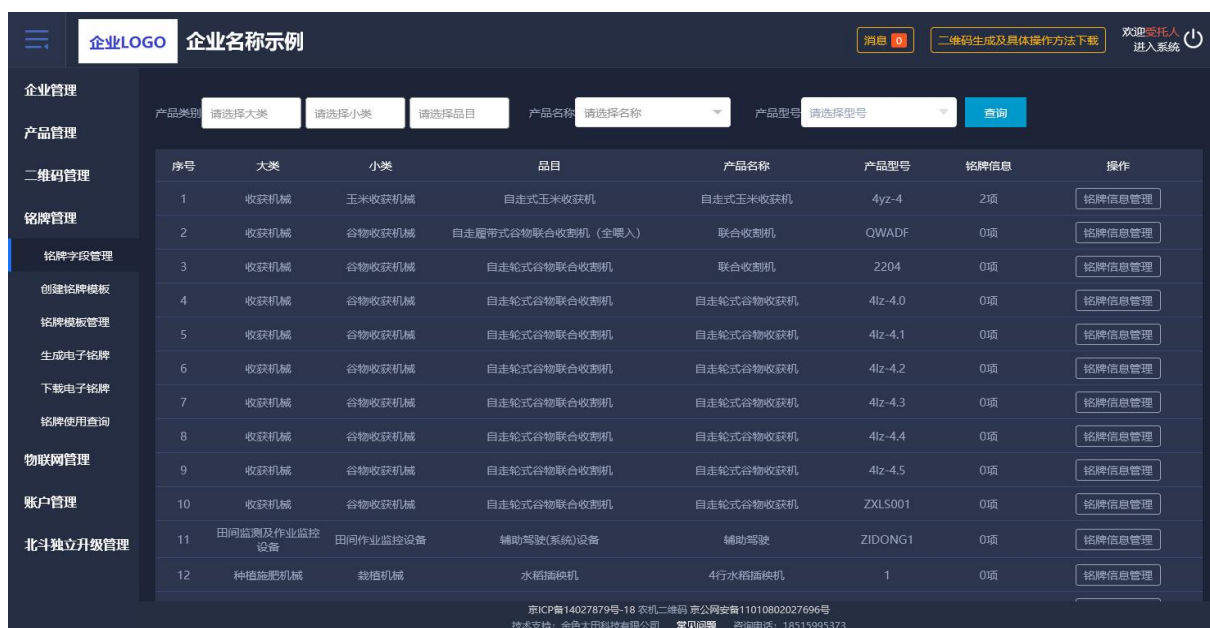 企业LOGO 企业名称示例 消息 0 二维码生成及具体操作方法下载 欢迎受托人
进入系统
企业管理
产品管理
二维码管理
铭牌管理
铭牌字段管理
创建铭牌模板
铭牌模板管理
生成电子铭牌
下载电子铭牌
铭牌使用查询
物联网管理
账户管理
北斗独立升级管理
产品类别 请选择大类 请选择小类 请选择品目 产品名称 请选择名称 产品型号 请选择型号 查询
序号 大类 小类 品目 产品名称 产品型号 铭牌信息 操作
1 收获机械 玉米收获机械 自走式玉米收获机 自走式玉米收获机 4yz-4 2项 铭牌信息管理
2 收获机械 谷物收获机械 自走履带式谷物联合收割机（全喂入） 联合收割机 QWADF 0项 铭牌信息管理
3 收获机械 谷物收获机械 自走轮式谷物联合收割机 联合收割机 2204 0项 铭牌信息管理
4 收获机械 谷物收获机械 自走轮式谷物联合收割机 自走轮式谷物收获机 4lz-4.0 0项 铭牌信息管理
5 收获机械 谷物收获机械 自走轮式谷物联合收割机 自走轮式谷物收获机 4lz-4.1 0项 铭牌信息管理
6 收获机械 谷物收获机械 自走轮式谷物联合收割机 自走轮式谷物收获机 4lz-4.2 0项 铭牌信息管理
7 收获机械 谷物收获机械 自走轮式谷物联合收割机 自走轮式谷物收获机 4lz-4.3 0项 铭牌信息管理
8 收获机械 谷物收获机械 自走轮式谷物联合收割机 自走轮式谷物收获机 4lz-4.4 0项 铭牌信息管理
9 收获机械 谷物收获机械 自走轮式谷物联合收割机 自走轮式谷物收获机 4lz-4.5 0项 铭牌信息管理
10 收获机械 谷物收获机械 自走轮式谷物联合收割机 自走轮式谷物收获机 ZXLS001 0项 铭牌信息管理
11 田间监测及作业监控设备 田间作业监控设备 辅助驾驶(系统)设备 辅助驾驶 ZIDONG1 0项 铭牌信息管理
12 种植施肥机械 栽植机械 水稻插秧机 4行水稻插秧机 1 0项 铭牌信息管理
京ICP备14027879号-18 农机二维码 京公网安备11010802027696号
技术支持：金色大田科技有限公司 常见问题 咨询电话：18515995373